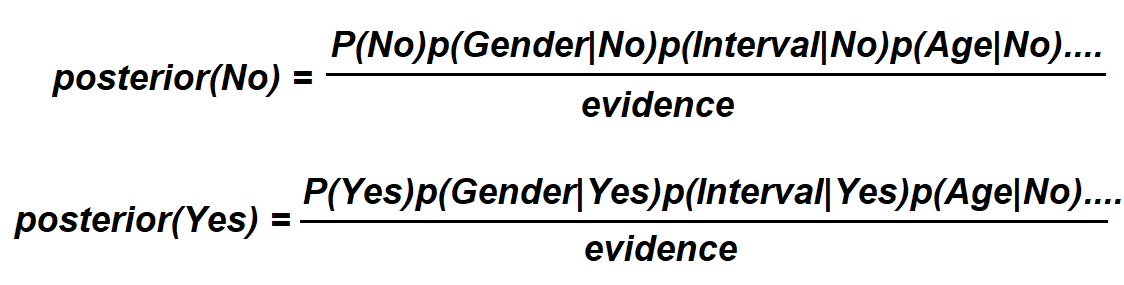 posterior(No) = P(No)p(Gender|No)p(Interval|No)p(Age|No)....
evidence
posterior(Yes) = P(Yes)p(Gender|Yes)p(Interval|Yes)p(Age|No)....
evidence